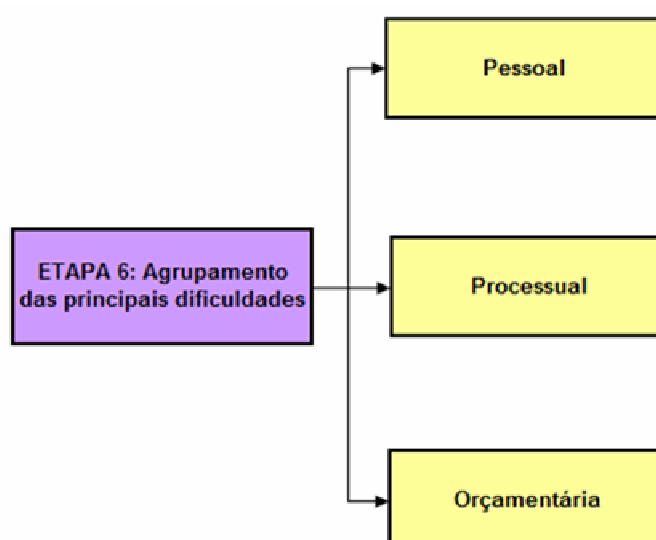 Pessoal
ETAPA 6: Agrupamento
das principais dificuldades
Processual
Orçamentária